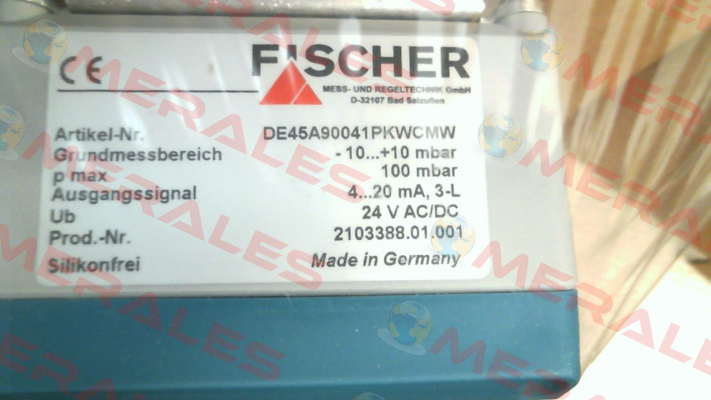 CE
FISCHER
MESS- UND REGELTECHNIK GmbH
D-32107 Bad Salzuflen
Artikel-Nr. DE45A90041PKWCMW
Grundmessbereich - 10...+10 mbar
p max 100 mbar
Ausgangssignal 4...20 mA, 3-L
Ub 24 V AC/DC
Prod.-Nr. 2103388.01.001
Silikonfrei Made in Germany
MERALES
MERALES
MERALES
MERALES